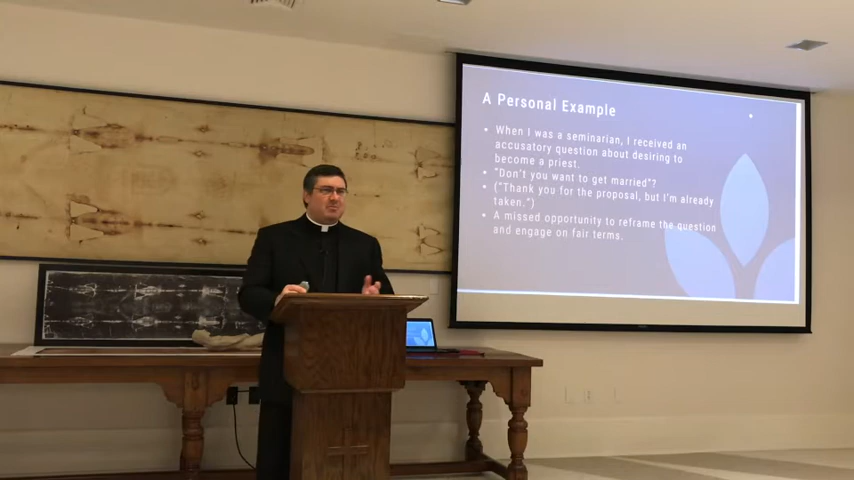 A Personal Example
• When I was a seminarian, I received an
accusatory question about desiring to
become a priest.
• "Don't you want to get married"?
• ("Thank you for the proposal, but I'm already
taken.")
• A missed opportunity to reframe the question
and engage on fair terms.